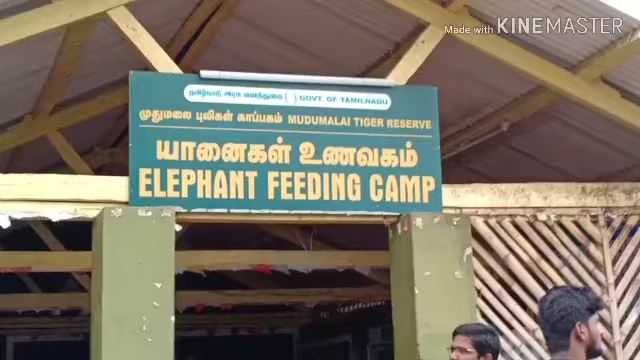 Made with KINEMASTER
தமிழ்நாடு அரசு வனத்துறை GOVT. OF TAMILNADU
முதுமலை புலிகள் காப்பகம் MUDUMALAI TIGER RESERVE
யானைகள் உணவகம்
ELEPHANT FEEDING CAMP